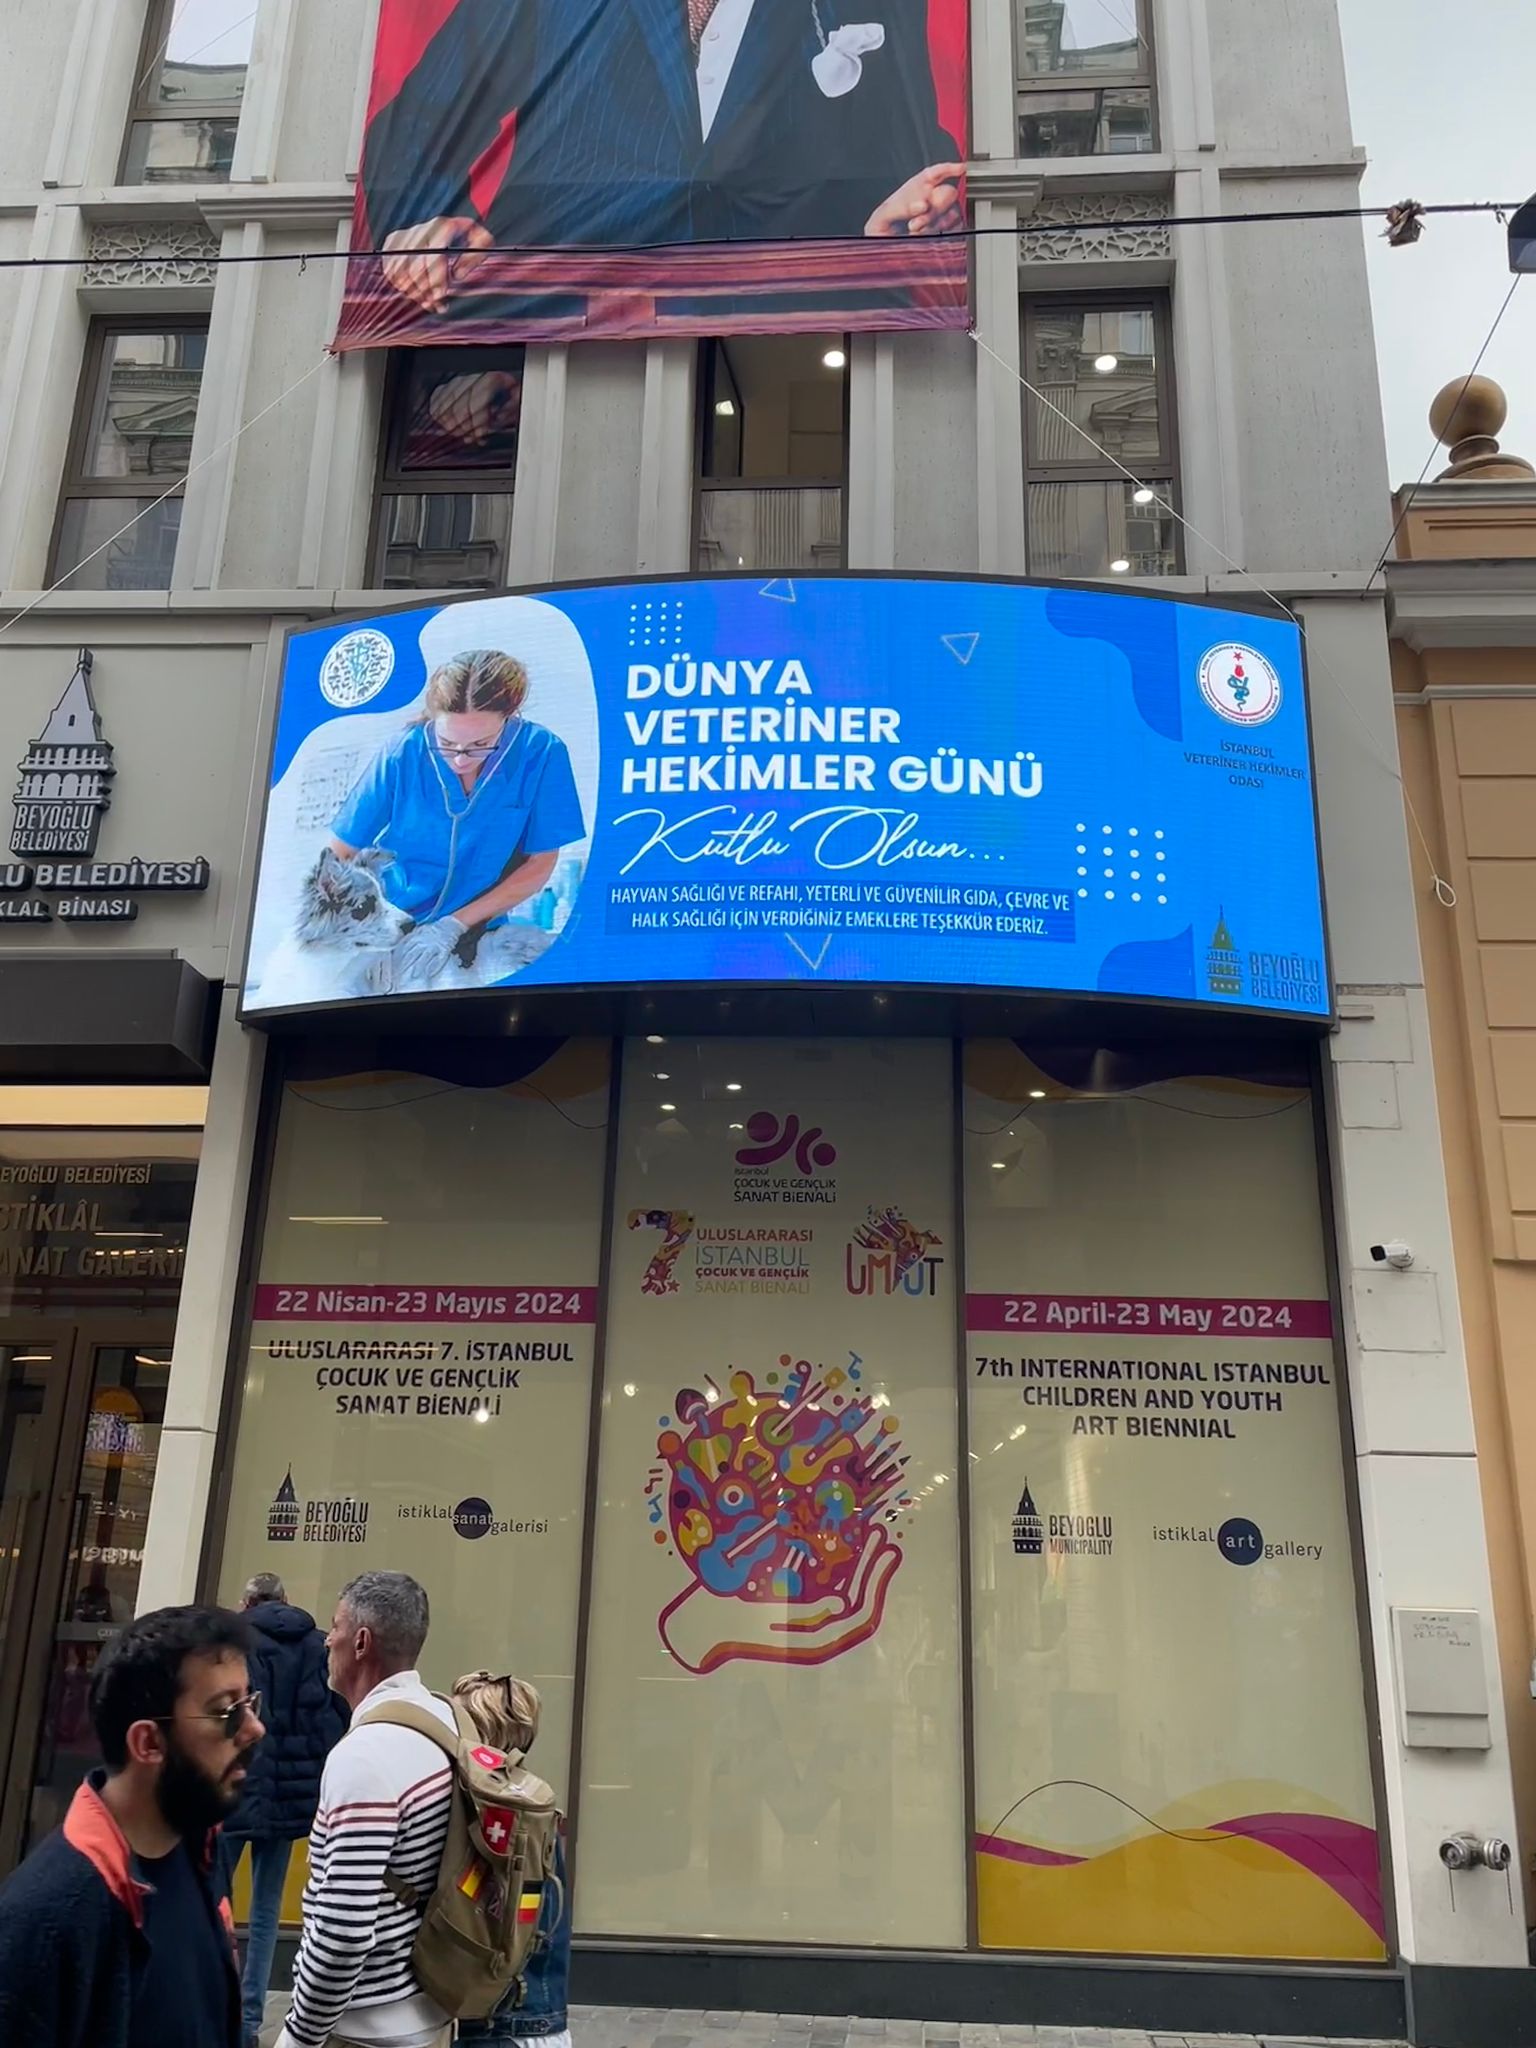 DÜNYA
VETERİNER
HEKİMLER GÜNÜ
Kutlu Olsun...
HAYVAN SAĞLIĞI VE REFAHI, YETERLİ VE GÜVENİLİR GIDA, ÇEVRE VE
HALK SAĞLIĞI İÇİN VERDİĞİNİZ EMEKLERE TEŞEKKÜR EDERİZ.
İSTANBUL
VETERİNER HEKİMLER
ODASI
BEYOĞLU
BELEDİYESİ
BEYOĞLU
BELEDİYESİ
LU BELEDİYESİ
KLAL BİNASI
EYOĞLU BELEDİYESİ
STİKLÂL
ANAT GALERİ
istanbul
ÇOCUK VE GENÇLİK
SANAT BİENALİ
7 ULUSLARARASI
İSTANBUL
ÇOCUK VE GENÇLİK
SANAT BİENALİ
UMUT
22 Nisan-23 Mayıs 2024
ULUSLARARASI 7. İSTANBUL
ÇOCUK VE GENÇLİK
SANAT BİENALİ
BEYOĞLU
BELEDİYESİ
istiklal sanat galerisi
22 April-23 May 2024
7th INTERNATIONAL ISTANBUL
CHILDREN AND YOUTH
ART BIENNIAL
BEYOGLU
MUNICIPALITY
istiklal art gallery